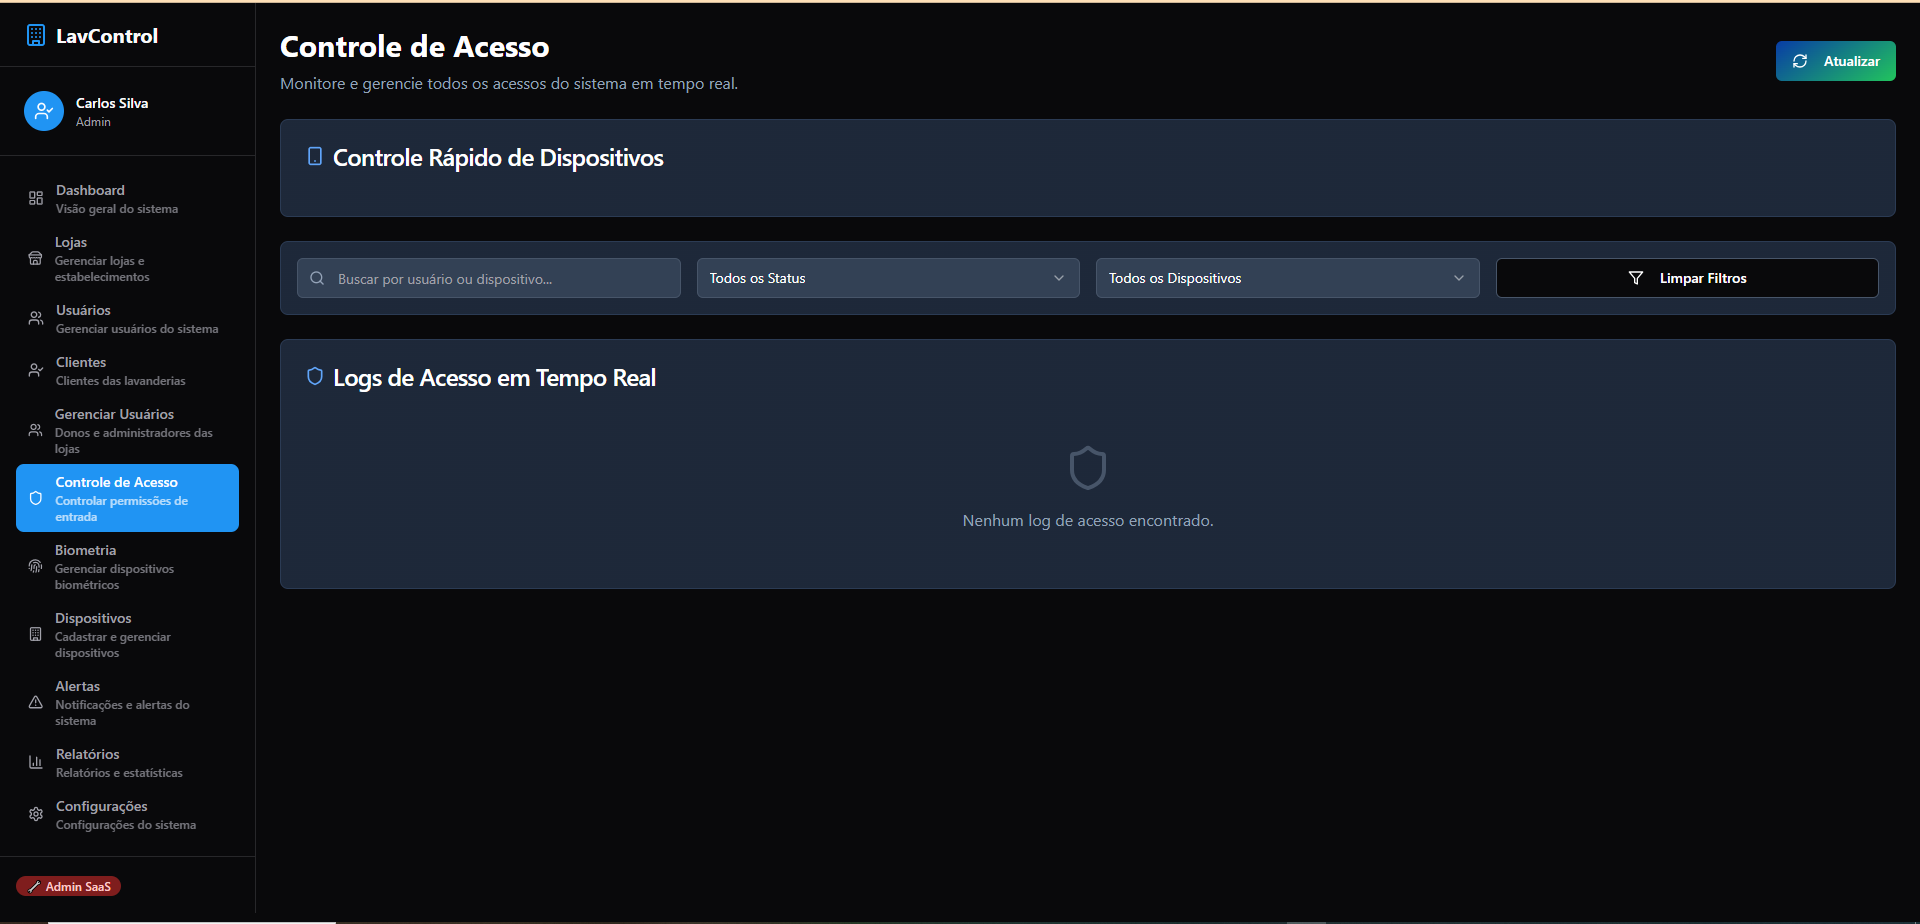 LavControl
Carlos Silva
Admin
Dashboard
Visão geral do sistema
Lojas
Gerenciar lojas e
estabelecimentos
Usuários
Gerenciar usuários do sistema
Clientes
Clientes das lavanderias
Gerenciar Usuários
Donos e administradores das
lojas
Controle de Acesso
Controlar permissões de
entrada
Biometria
Gerenciar dispositivos
biométricos
Dispositivos
Cadastrar e gerenciar
dispositivos
Alertas
Notificações e alertas do
sistema
Relatórios
Relatórios e estatísticas
Configurações
Configurações do sistema
Admin SaaS
Controle de Acesso
Monitore e gerencie todos os acessos do sistema em tempo real.
Atualizar
Controle Rápido de Dispositivos
Buscar por usuário ou dispositivo...
Todos os Status
Todos os Dispositivos
Limpar Filtros
Logs de Acesso em Tempo Real
Nenhum log de acesso encontrado.